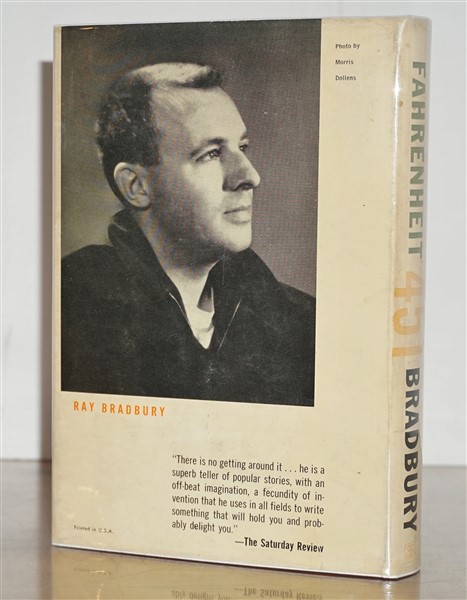 Photo by
Morris
Dollens
FAHRENHEIT
451
BRADBURY
RAY BRADBURY
"There is no getting around it . . . he is a
superb teller of popular stories, with an
off-beat imagination, a fecundity of in-
vention that he uses in all fields to write
something that will hold you and prob-
ably delight you."
—The Saturday Review
Printed in U.S.A.